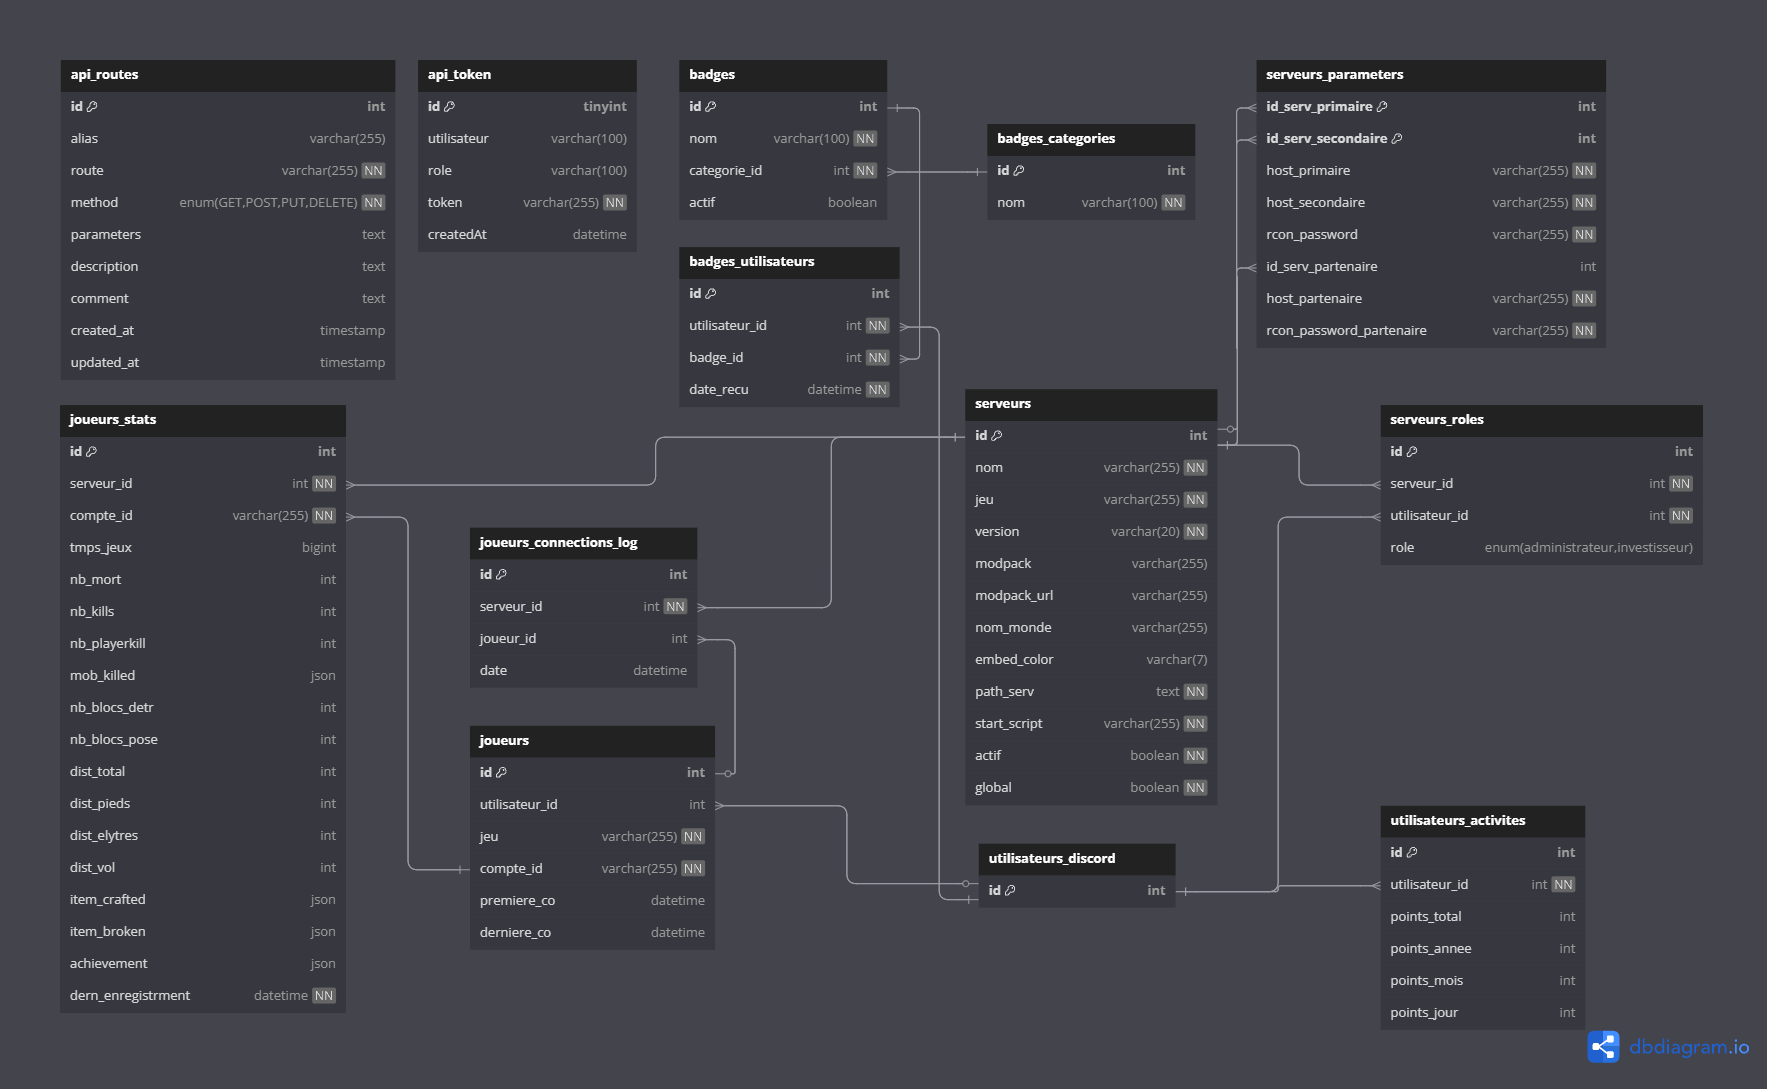 api_routes
id int
alias varchar(255)
route varchar(255) NN
method enum(GET,POST,PUT,DELETE) NN
parameters text
description text
comment text
created_at timestamp
updated_at timestamp
api_token
id tinyint
utilisateur varchar(100)
role varchar(100)
token varchar(255) NN
createdAt datetime
badges
id int
nom varchar(100) NN
categorie_id int NN
actif boolean
badges_categories
id int
nom varchar(100) NN
serveurs_parameters
id_serv_primaire int
id_serv_secondaire int
host_primaire varchar(255) NN
host_secondaire varchar(255) NN
rcon_password varchar(255) NN
id_serv_partenaire int
host_partenaire varchar(255) NN
rcon_password_partenaire varchar(255) NN
badges_utilisateurs
id int
utilisateur_id int NN
badge_id int NN
date_recu datetime NN
joueurs_stats
id int
serveur_id int NN
compte_id varchar(255) NN
tmps_jeux bigint
nb_mort int
nb_kills int
nb_playerkill int
mob_killed json
nb_blocs_detr int
nb_blocs_pose int
dist_total int
dist_pieds int
dist_elytres int
dist_vol int
item_crafted json
item_broken json
achievement json
dern_enregistrment datetime NN
joueurs_connections_log
id int
serveur_id int NN
joueur_id int
date datetime
joueurs
id int
utilisateur_id int
jeu varchar(255) NN
compte_id varchar(255) NN
premiere_co datetime
derniere_co datetime
serveurs
id int
nom varchar(255) NN
jeu varchar(255) NN
version varchar(20) NN
modpack varchar(255)
modpack_url varchar(255)
nom_monde varchar(255)
embed_color varchar(7)
path_serv text NN
start_script varchar(255) NN
actif boolean NN
global boolean NN
serveurs_roles
id int
serveur_id int NN
utilisateur_id int NN
role enum(administrateur,investisseur)
utilisateurs_discord
id int
utilisateurs_activites
id int
utilisateur_id int NN
points_total int
points_annee int
points_mois int
points_jour int
dbdiagram.io